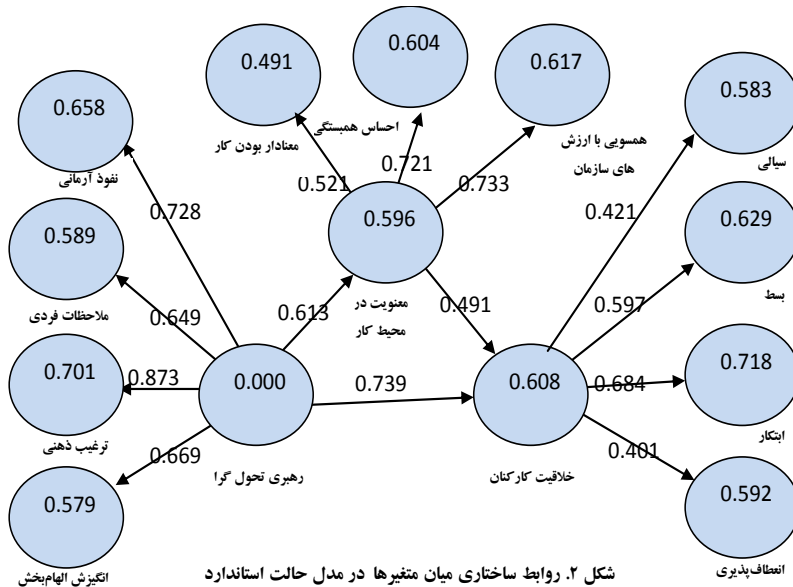 0.604
0.491
0.617
0.583
0.658
احساس همبستگی
معنادار بودن کار
همسویی با ارزش
های سازمان
سیالی
نفوذ آرمانی
0.521
0.721
0.733
0.421
0.728
0.589
0.596
0.629
ملاحظات فردی
0.649
0.613
معنویت در
محیط کار
0.491
0.597
بسط
0.701
0.873
0.000
0.739
0.608
0.684
0.718
ترغیب ذهنی
ابتکار
0.669
رهبری تحول گرا
خلاقیت کارکنان
0.401
0.579
0.592
انگیزش الهام‌بخش
انعطاف‌پذیری
شکل ۲. روابط ساختاری میان متغیرها در مدل حالت استاندارد